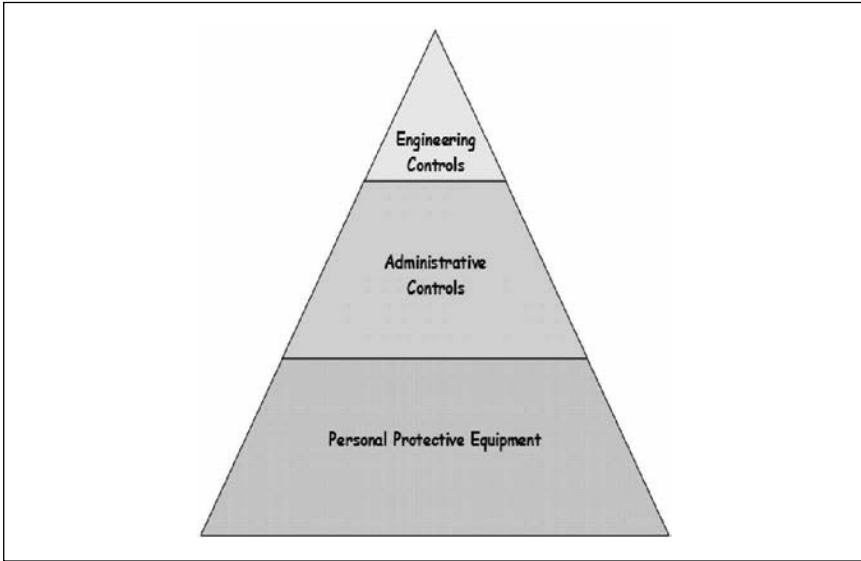 Engineering
Controls
Administrative
Controls
Personal Protective Equipment